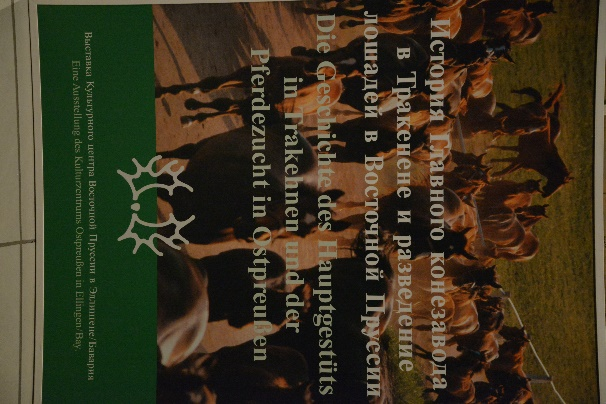 История Главного конезавода
в Тракенене и разведение
лошадей в Восточной Пруссии
Die Geschichte des Hauptgestüts
in Trakehnen und der
Pferdezucht in Ostpreußen
Выставка Культурного центра Восточной Пруссии в Эллингене/Бавария
Eine Ausstellung des Kulturzentrums Ostpreußen in Ellingen/Bay.